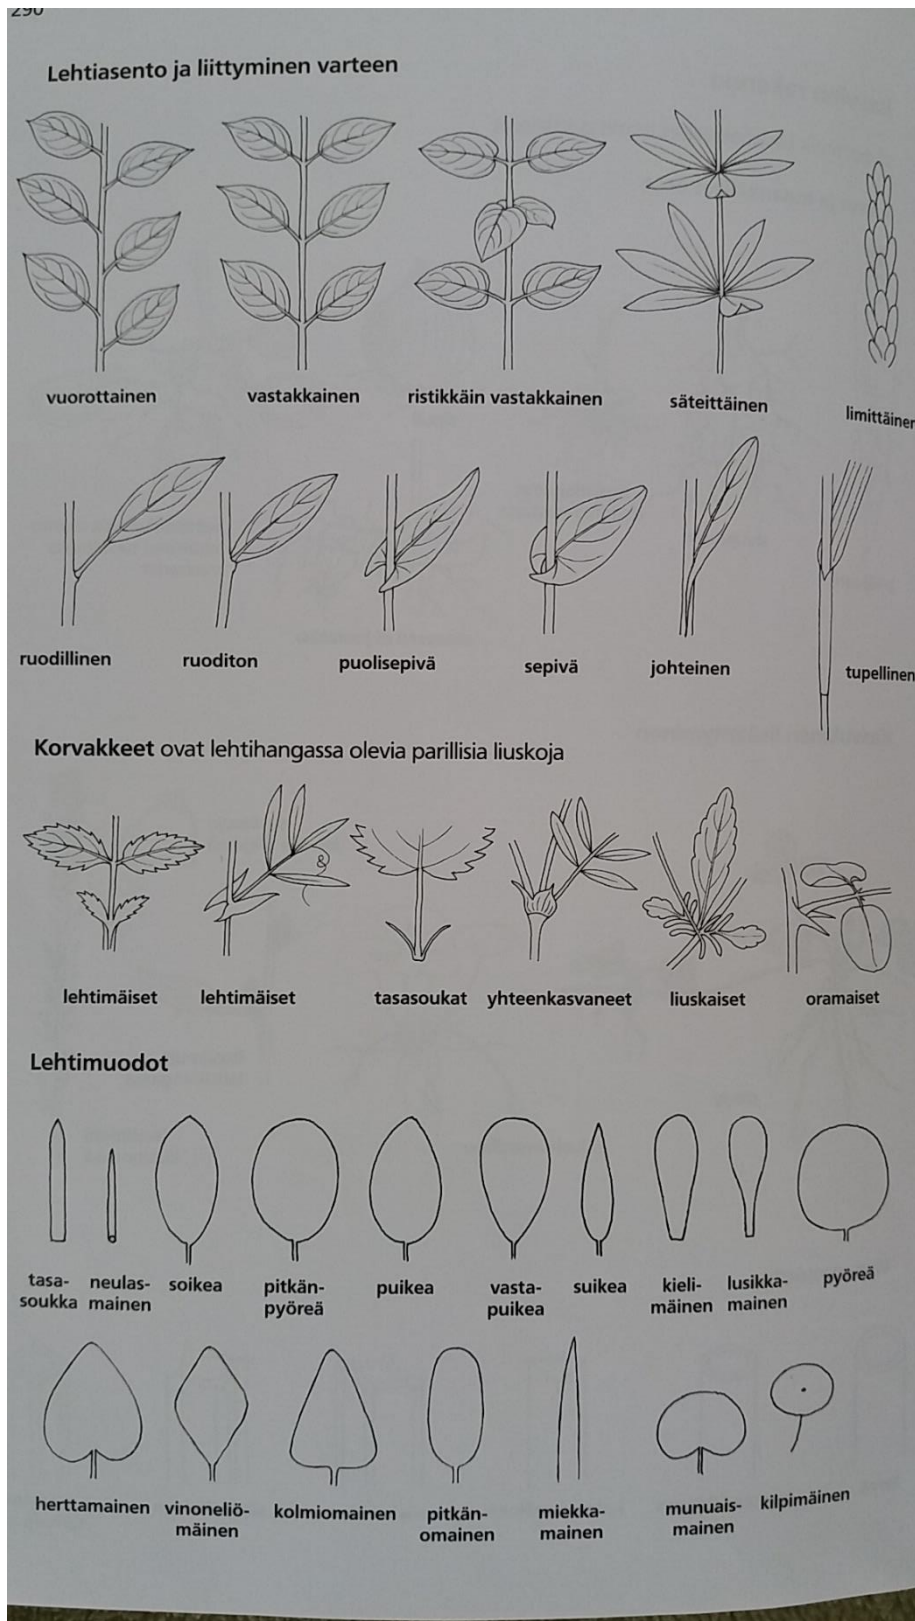 290
Lehtiasento ja liittyminen varteen
vuorottainen vastakkainen ristikkäin vastakkainen säteittäinen limittäinen
ruodillinen ruoditon puolisepivä sepivä johteinen tupellinen
Korvakkeet ovat lehtihangassa olevia parillisia liuskoja
lehtimäiset lehtimäiset tasasoukat yhteenkasvaneet liuskaiset oramaiset
Lehtimuodot
tasa- neulas- soikea pitkän- puikea vasta- suikea kieli- lusikka- pyöreä
soukka mainen pyöreä puikea mäinen mainen
herttamainen vinoneliö- kolmiomainen pitkän- miekka- munuais- kilpimäinen
mäinen omainen mainen mainen